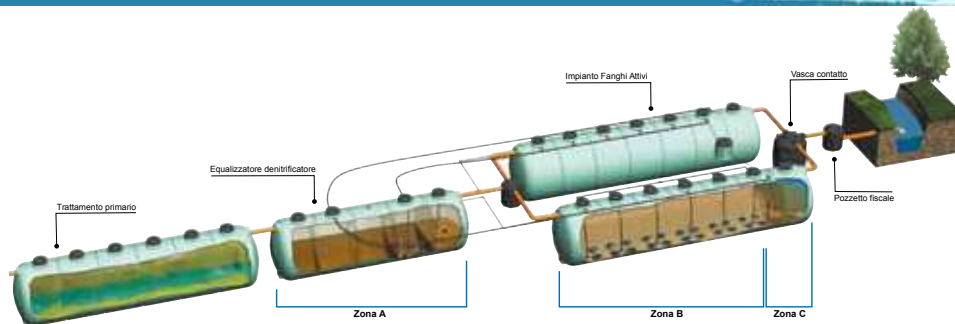 Vasca contatto
Impianto Fanghi Attivi
Equalizzatore denitrificatore
Pozzetto fiscale
Trattamento primario
Zona A
Zona B
Zona C